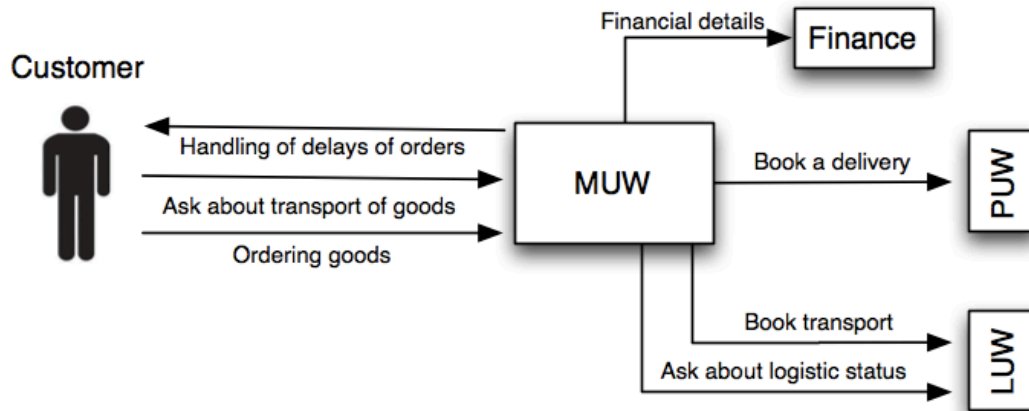 Financial details
Finance
Customer
Handling of delays of orders
MUW
Book a delivery
PUW
Ask about transport of goods
Ordering goods
Book transport
LUW
Ask about logistic status